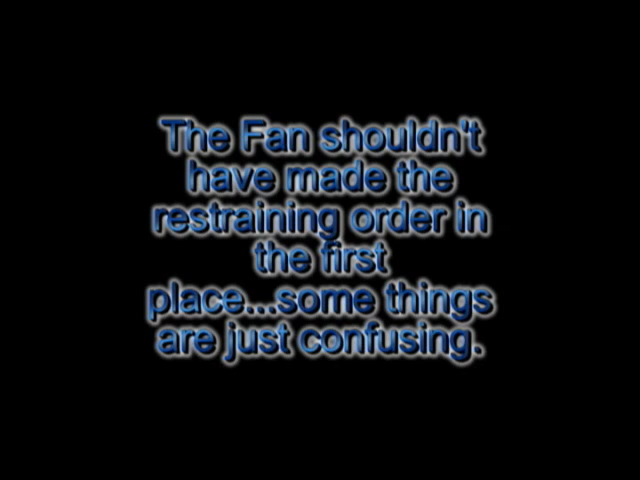 The Fan shouldn't
have made the
restraining order in
the first
place...some things
are just confusing.